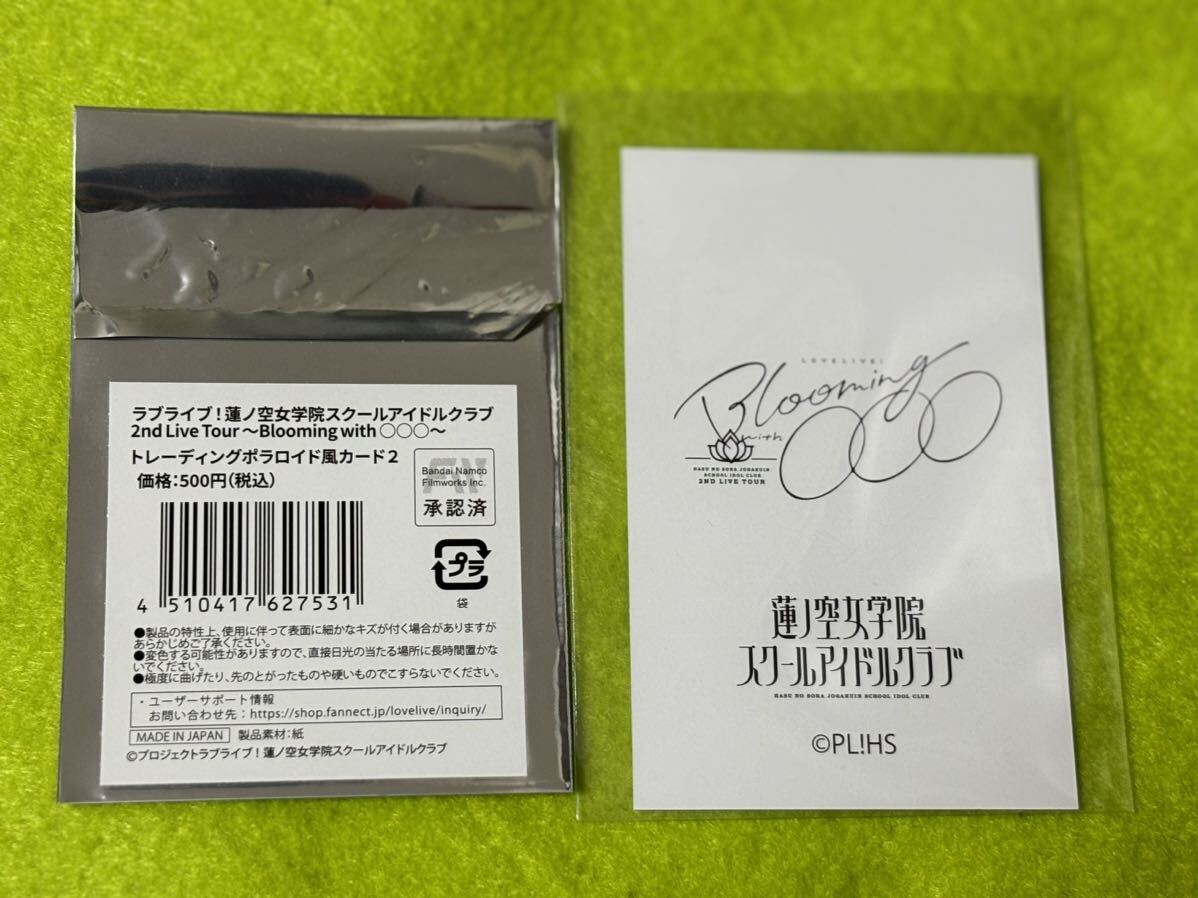 ラブライブ!蓮ノ空女学院スクールアイドルクラブ
2nd Live Tour ～Blooming with ○○○～
トレーディングポラロイド風カード2
価格：500円(税込)
Bandai Namco
Filmworks Inc.
承認済
プラ
袋
4 510417 627531
●製品の特性上、使用に伴って表面に細かなキズが付く場合がありますが
あらかじめご了承ください。
●変色する可能性がありますので、直接日光の当たる場所に長時間置かな
いでください。
●極度に曲げたり、先のとがったものや硬いものでこすらないでください。
・ユーザーサポート情報
お問い合わせ先：https://shop.fannect.jp/lovelive/inquiry/
MADE IN JAPAN 製品素材：紙
©プロジェクトラブライブ!蓮ノ空女学院スクールアイドルクラブ
LOVELIVE!
Blooming
with ○○○
HASU NO SORA JOGAKUIN
SCHOOL IDOL CLUB
2ND LIVE TOUR
蓮ノ空女学院
スクールアイドルクラブ
HASU NO SORA JOGAKUIN SCHOOL IDOL CLUB
©PL!HS